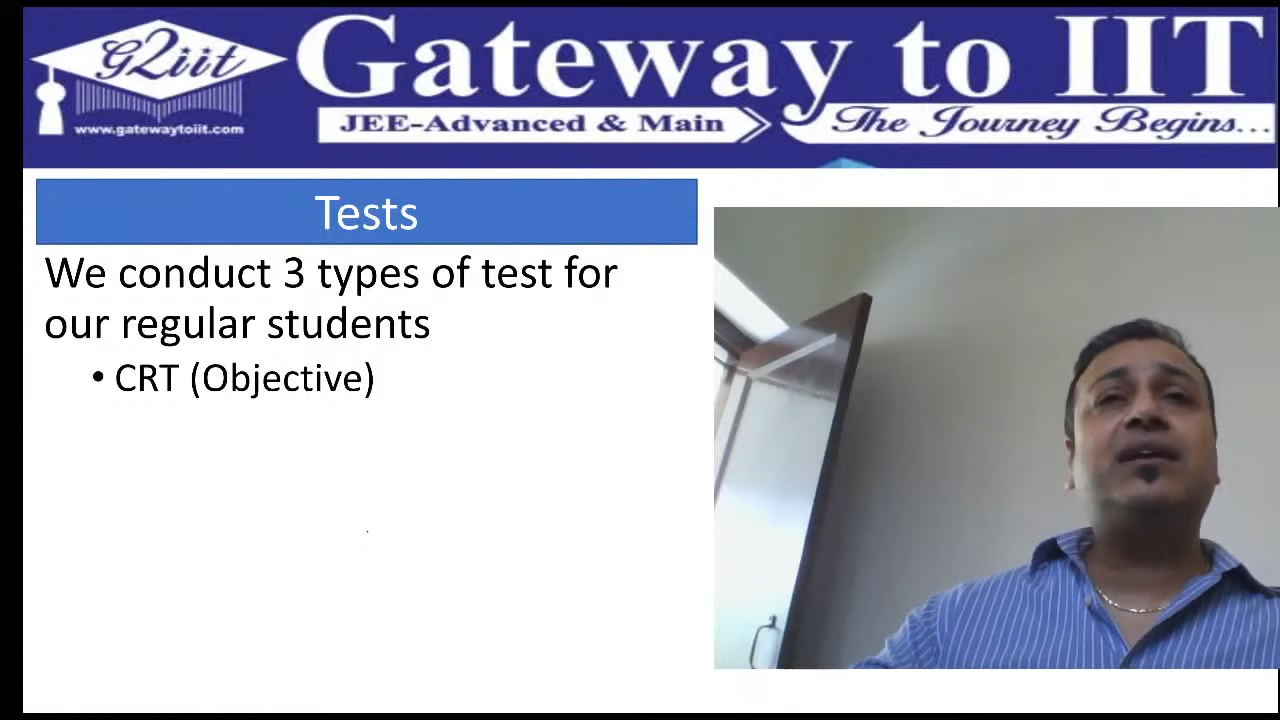 G2iit
www.gatewaytoiit.com
Gateway to IIT
JEE-Advanced & Main
The Journey Begins...
Tests
We conduct 3 types of test for
our regular students
• CRT (Objective)